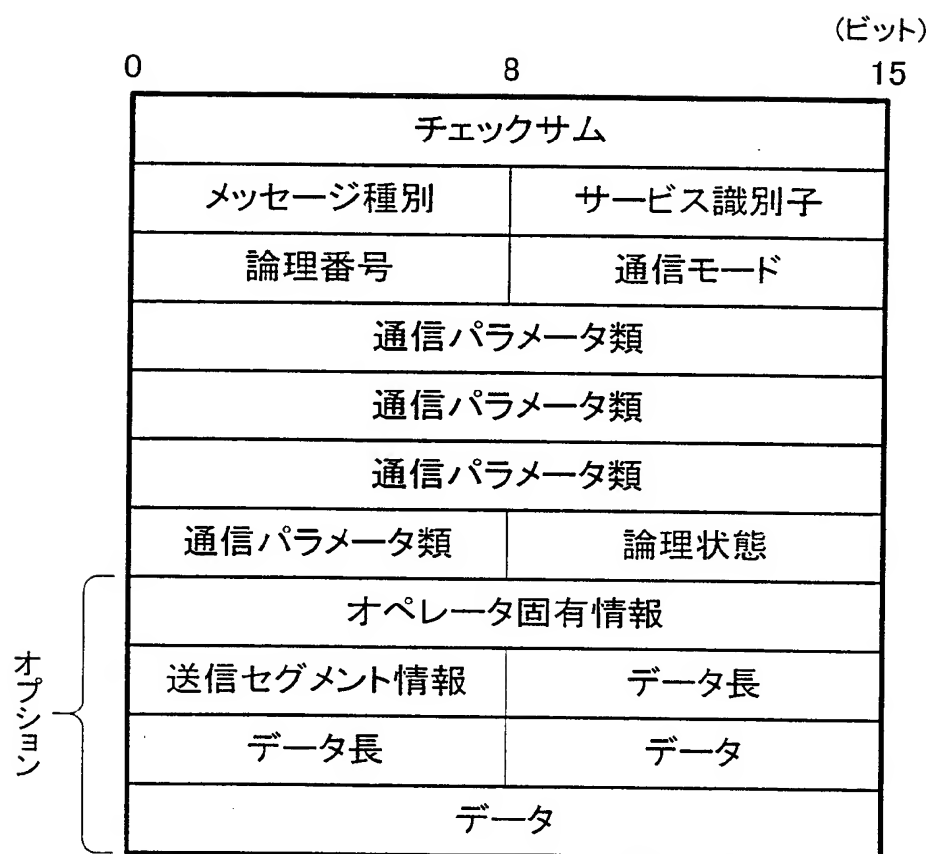 (ビット)
0 8 15
チェックサム
メッセージ種別 サービス識別子
論理番号 通信モード
通信パラメータ類
通信パラメータ類
通信パラメータ類
通信パラメータ類 論理状態
オプション
オペレータ固有情報
送信セグメント情報 データ長
データ長 データ
データ